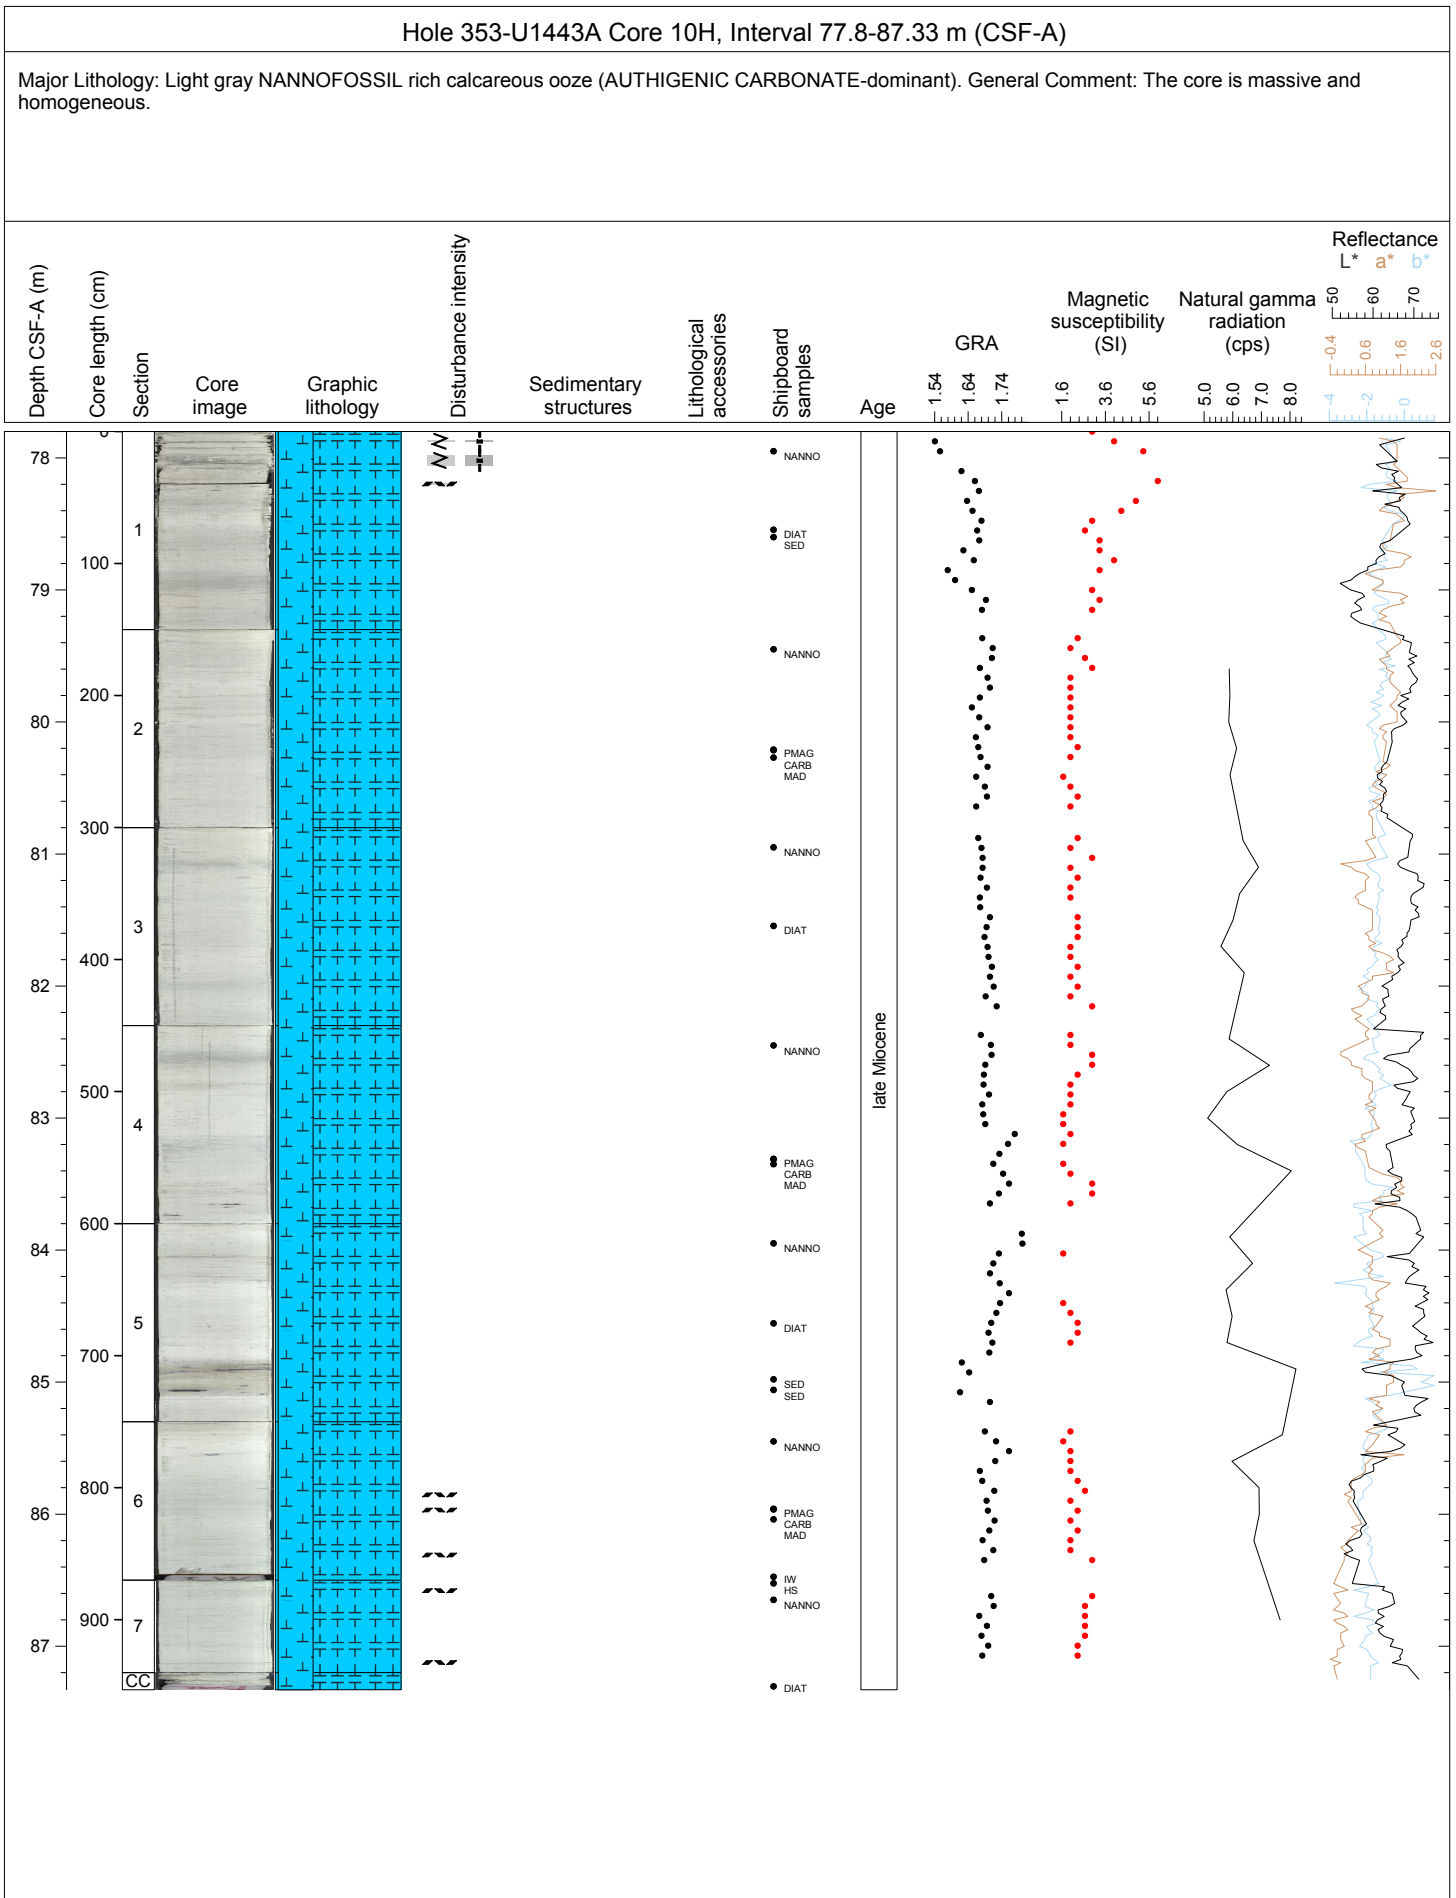 Hole 353-U1443A Core 10H, Interval 77.8-87.33 m (CSF-A)
Major Lithology: Light gray NANNOFOSSIL rich calcareous ooze (AUTHIGENIC CARBONATE-dominant). General Comment: The core is massive and
homogeneous.
Depth CSF-A (m)
Core length (cm)
Section
Core
image
Graphic
lithology
Disturbance intensity
Sedimentary
structures
Lithological
accessories
Shipboard
samples
Age
GRA
1.54 1.64 1.74
Magnetic
susceptibility
(SI)
1.6 3.6 5.6
Natural gamma
radiation
(cps)
5.0 6.0 7.0 8.0
Reflectance
L* a* b*
50 60 70
-0.4 0.6 1.6 2.6
-4 -2 0
0
78
NANNO
1
DIAT
SED
100
79
NANNO
200
80
2
PMAG
CARB
MAD
300
81
NANNO
3
DIAT
400
82
NANNO
late Miocene
500
83
4
PMAG
CARB
MAD
600
84
NANNO
5
DIAT
700
85
SED
SED
NANNO
800
6
86
PMAG
CARB
MAD
IW
HS
NANNO
900
7
87
CC
DIAT